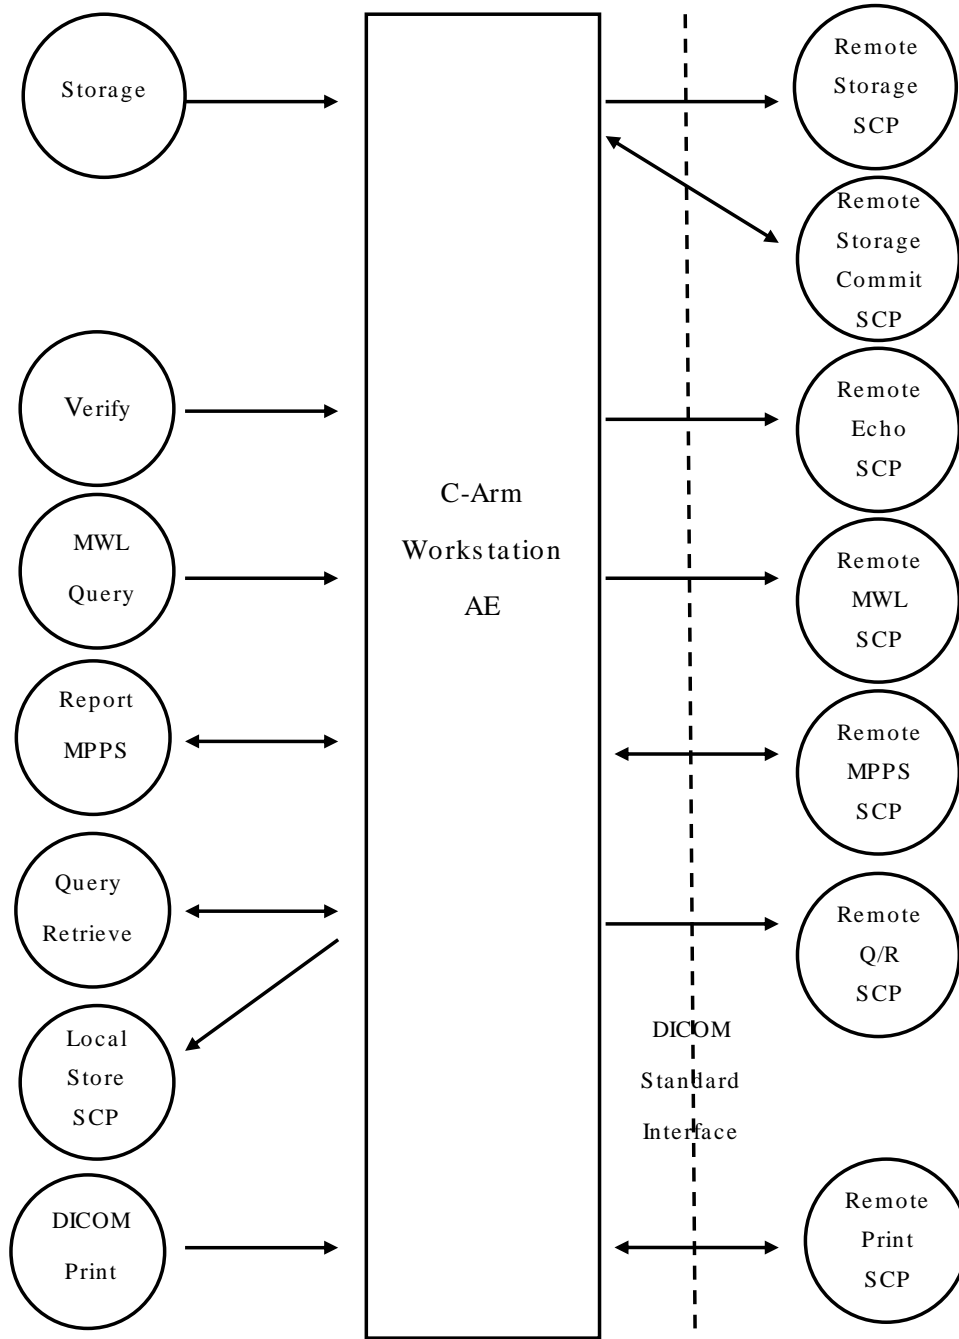 Storage
Verify
MWL
Query
Report
MPPS
Query
Retrieve
Local
Store
SCP
DICOM
Print
C-Arm
Workstation
AE
DICOM
Standard
Interface
Remote
Storage
SCP
Remote
Storage
Commit
SCP
Remote
Echo
SCP
Remote
MWL
SCP
Remote
MPPS
SCP
Remote
Q/R
SCP
Remote
Print
SCP